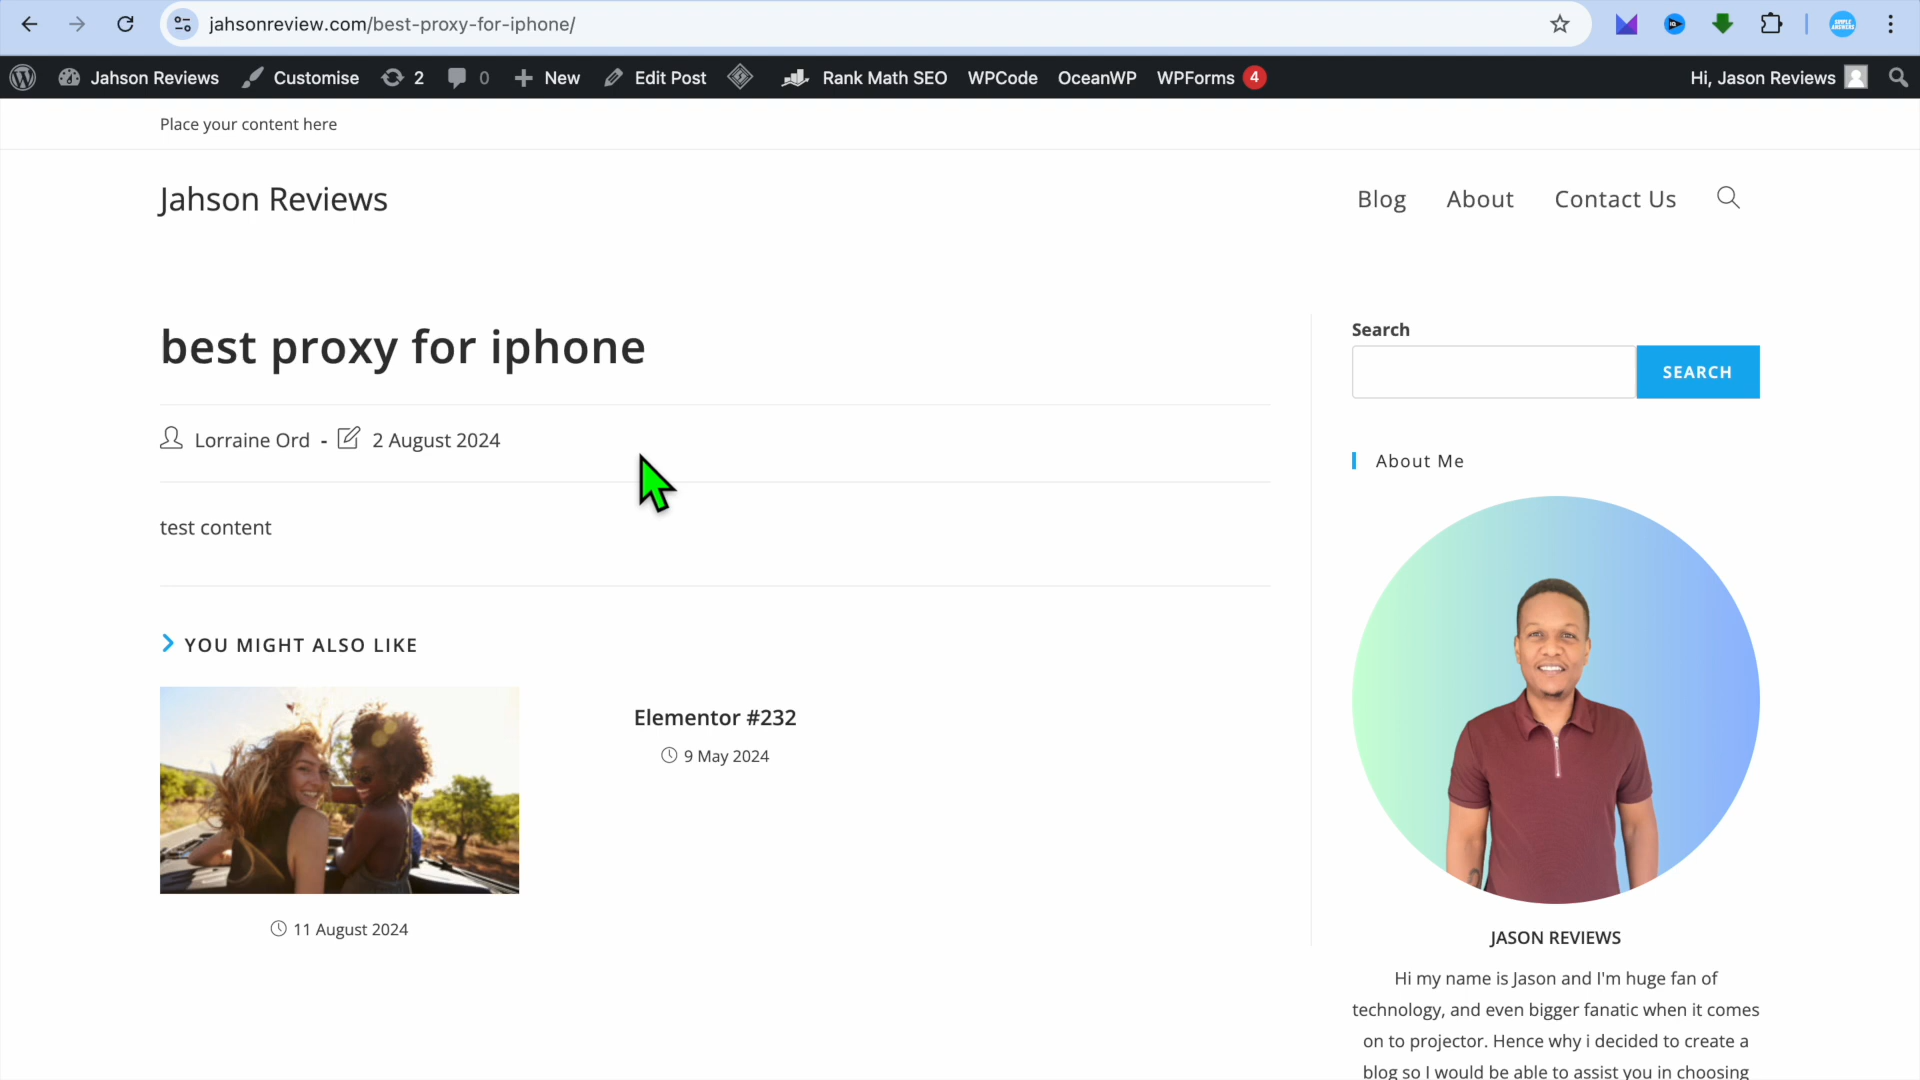 jahsonreview.com/best-proxy-for-iphone/
Jahson Reviews Customise 2 0 New Edit Post Rank Math SEO WPCode OceanWP WPForms 4 Hi, Jason Reviews
Place your content here
Jahson Reviews
Blog About Contact Us
best proxy for iphone
Lorraine Ord - 2 August 2024
test content
YOU MIGHT ALSO LIKE
11 August 2024
Elementor #232
9 May 2024
Search
SEARCH
About Me
JASON REVIEWS
Hi my name is Jason and I'm huge fan of
technology, and even bigger fanatic when it comes
on to projector. Hence why i decided to create a
blog so I would be able to assist you in choosing